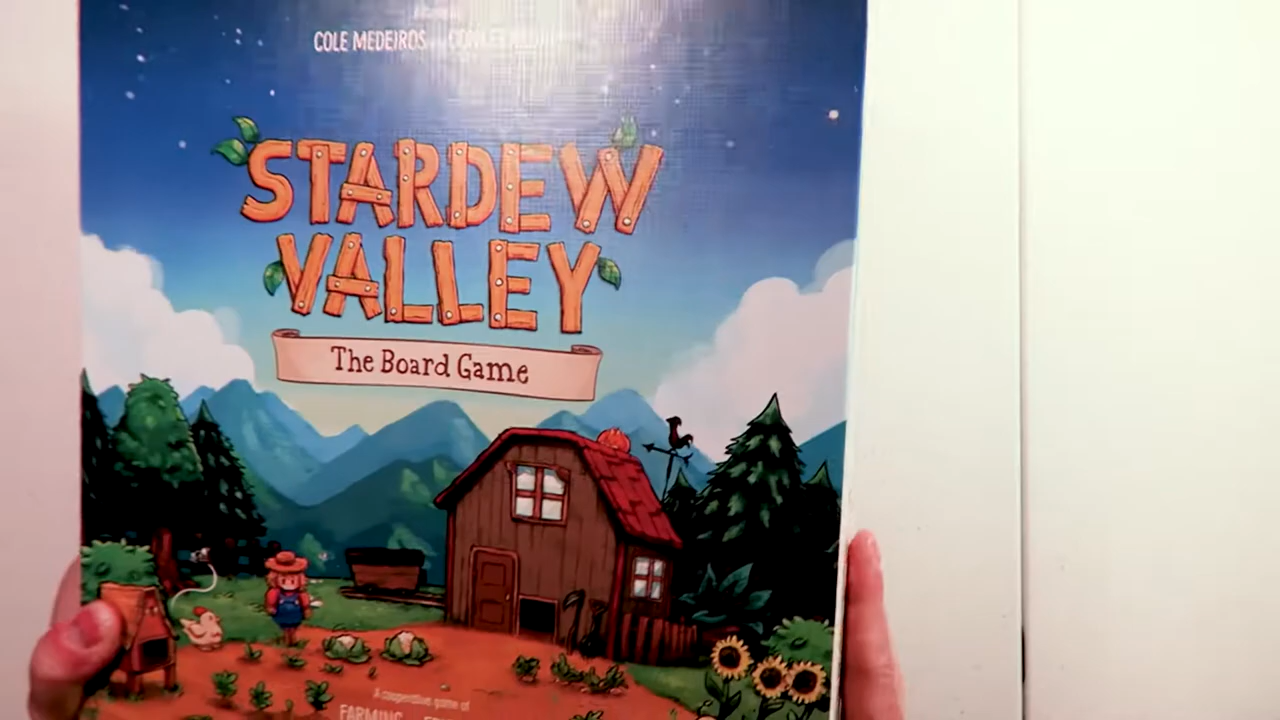 COLE MEDEIROS
STARDEW
VALLEY
The Board Game
A cooperative game of
FARMING